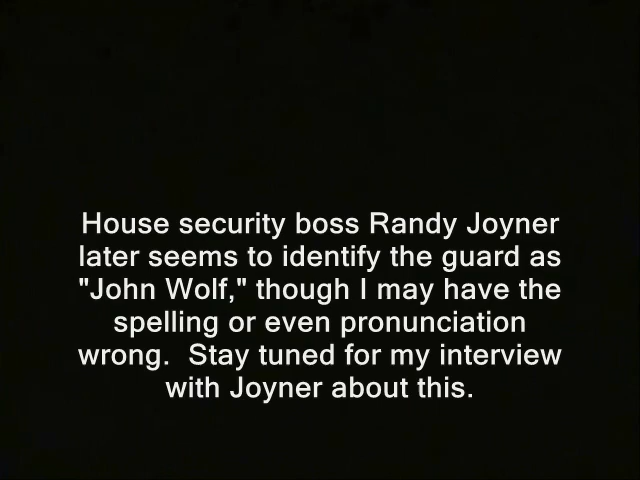 House security boss Randy Joyner
later seems to identify the guard as
"John Wolf," though I may have the
spelling or even pronunciation
wrong.  Stay tuned for my interview
with Joyner about this.